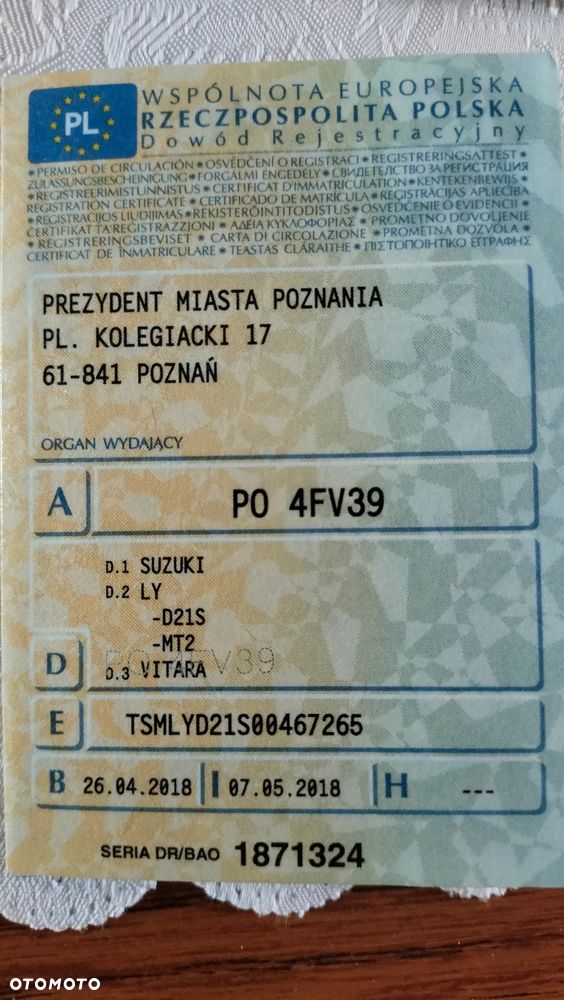 PL
WSPÓLNOTA EUROPEJSKA
RZECZPOSPOLITA POLSKA
Dowód Rejestracyjny
• PERMISO DE CIRCULACIÓN • OSVĚDČENÍ O REGISTRACI • REGISTRERINGSATTEST •
ZULASSUNGSBESCHEINIGUNG • FORGALMI ENGEDÉLY • СВИДЕТЕЛСТВО ЗА РЕГИСТРАЦИЯ
• REGISTREERIMISTUNNISTUS • CERTIFICAT D'IMMATRICULATION • KENTEKENBEWIJS •
REGISTRATION CERTIFICATE • CERTIFICADO DE MATRÍCULA • REĢISTRĀCIJAS APLIECĪBA
• REGISTRACIJOS LIUDIJIMAS • REKISTERÖINTITODISTUS • OSVEDČENIE O EVIDENCII •
ĊERTIFIKAT TA' REĠISTRAZZJONI • ΑΔΕΙΑ ΚΥΚΛΟΦΟΡΙΑΣ • PROMETNO DOVOLJENJE
• REGISTRERINGSBEVISET • CARTA DI CIRCOLAZIONE • PROMETNA DOZVOLA •
CERTIFICAT DE ÎNMATRICULARE • TEASTAS CLÁRAITHE • ΠΙΣΤΟΠΟΙΗΤΙΚΟ ΕΓΓΡΑΦΗΣ
PREZYDENT MIASTA POZNANIA
PL. KOLEGIACKI 17
61-841 POZNAŃ
ORGAN WYDAJĄCY
A PO 4FV39
D.1 SUZUKI
D.2 LY
-D21S
-MT2
D D.3 VITARA
PO 4FV39
E TSMLYD21S00467265
B 26.04.2018 I 07.05.2018 H ---
SERIA DR/BAO 1871324
OTOMOTO